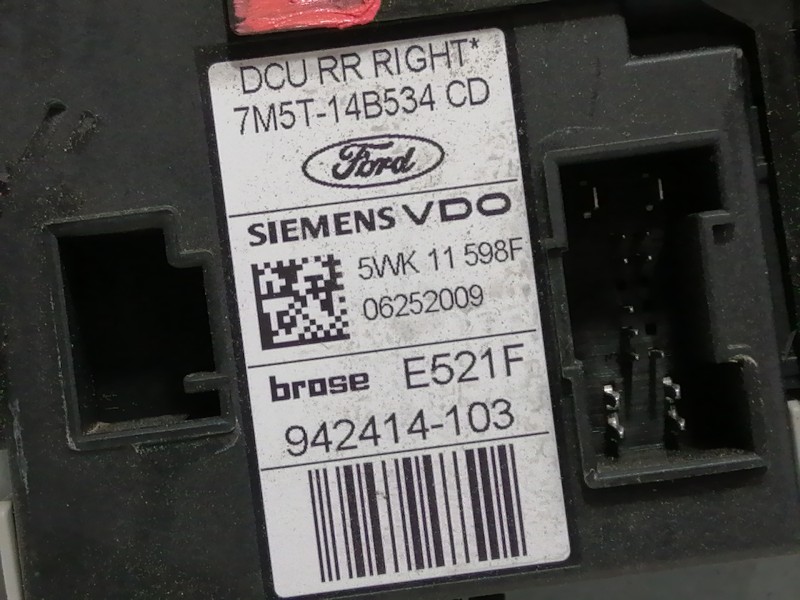 DCU RR RIGHT*
7M5T-14B534 CD
Ford
SIEMENS VDO
5WK 11 598F
06252009
brose E521F
942414-103